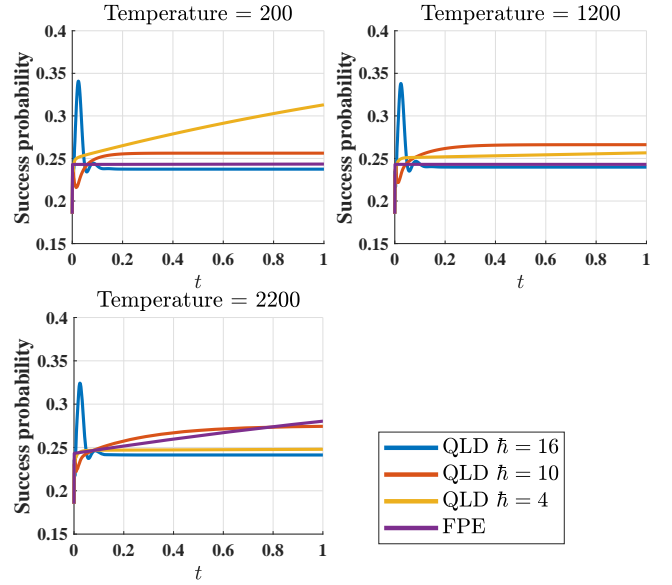 Temperature = 200
Success probability
0.4
0.35
0.3
0.25
0.2
0.15
0 0.2 0.4 0.6 0.8 1
t
Temperature = 1200
Success probability
0.4
0.35
0.3
0.25
0.2
0.15
0 0.2 0.4 0.6 0.8 1
t
Temperature = 2200
Success probability
0.4
0.35
0.3
0.25
0.2
0.15
0 0.2 0.4 0.6 0.8 1
t
QLD ħ = 16
QLD ħ = 10
QLD ħ = 4
FPE